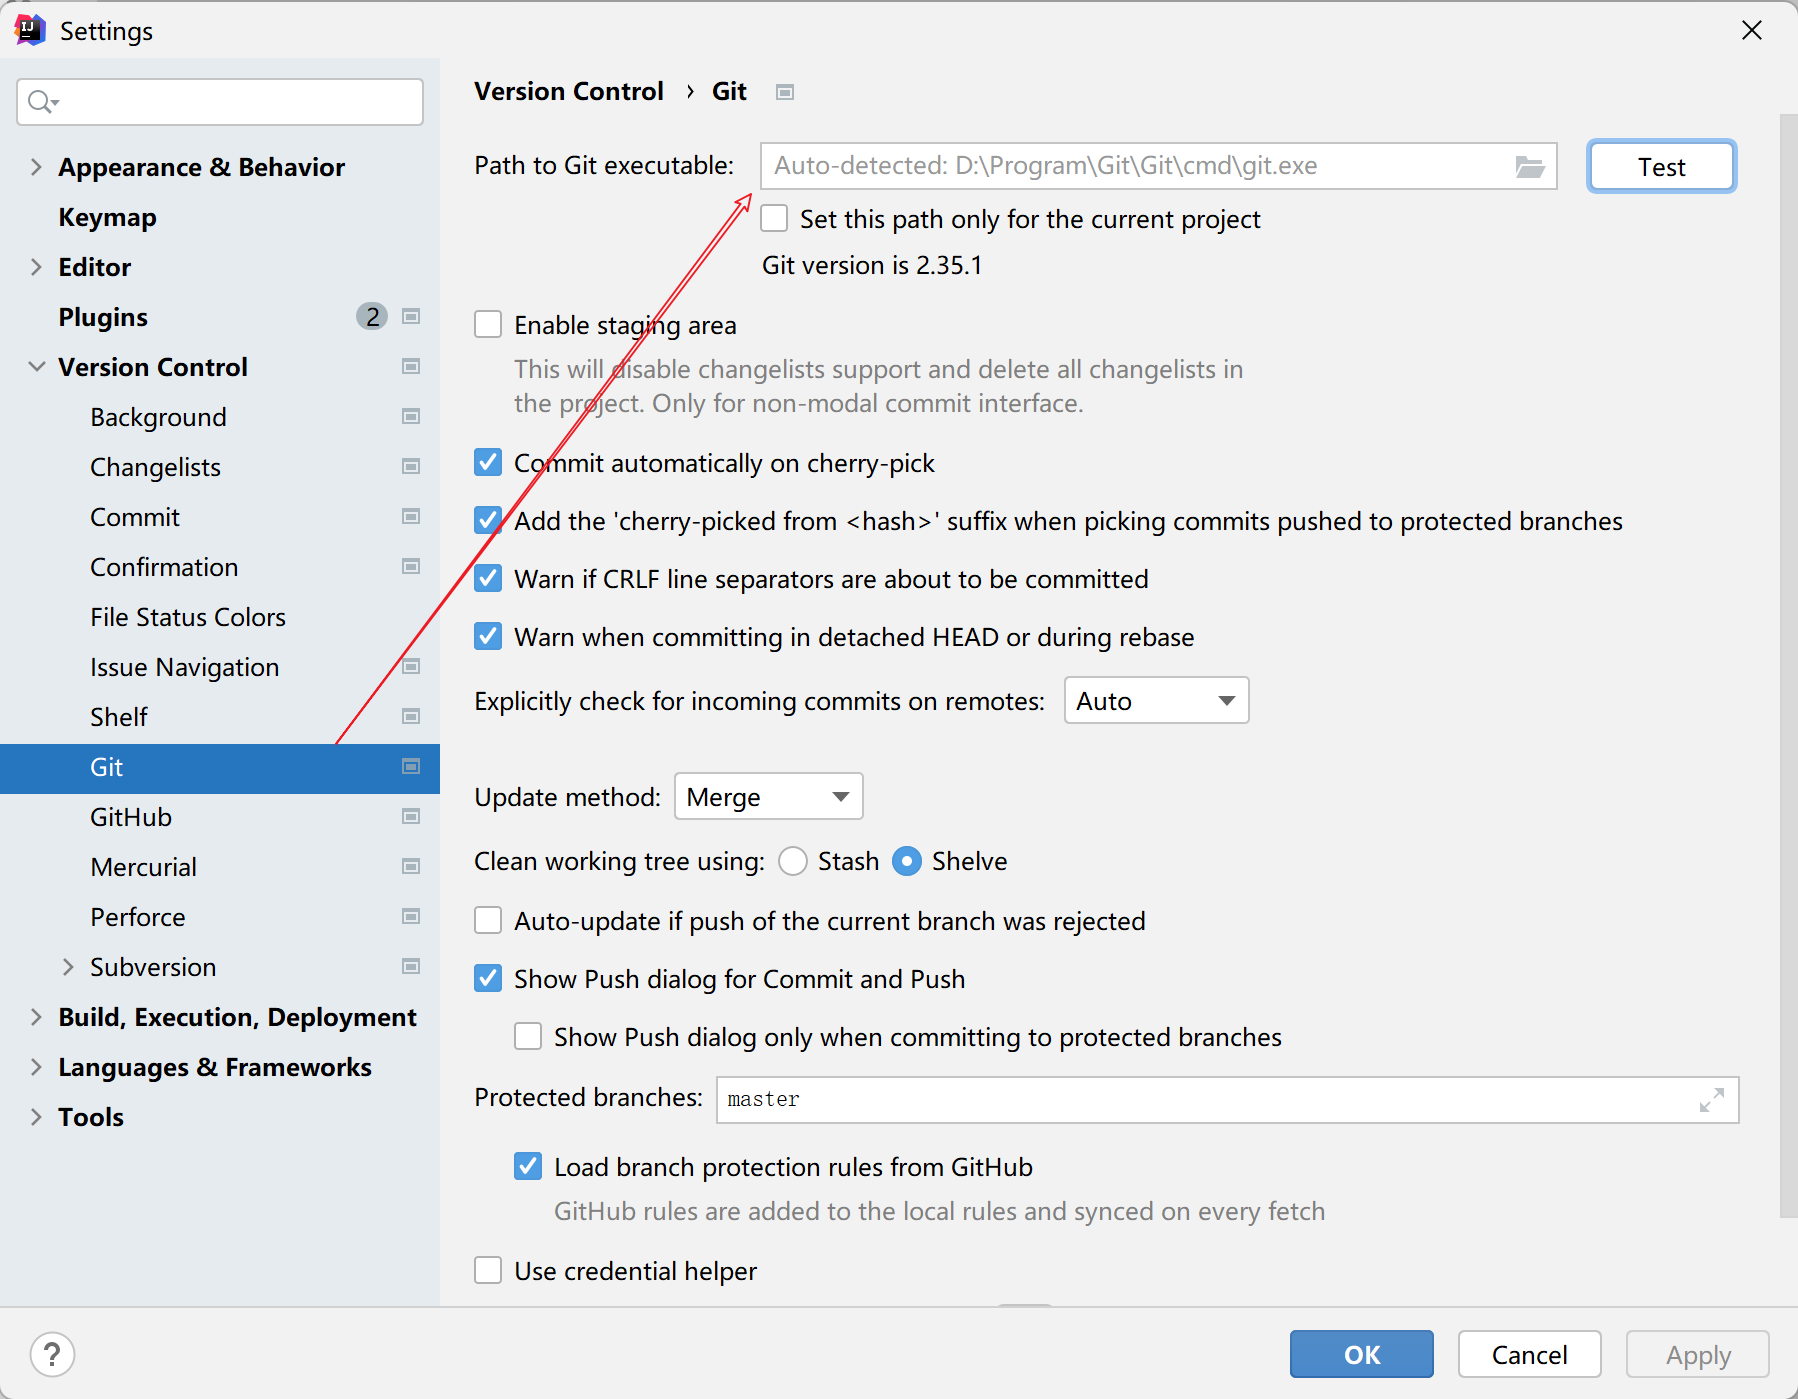 Settings
Appearance & Behavior
Keymap
Editor
Plugins 2
Version Control
Background
Changelists
Commit
Confirmation
File Status Colors
Issue Navigation
Shelf
Git
GitHub
Mercurial
Perforce
Subversion
Build, Execution, Deployment
Languages & Frameworks
Tools
Version Control › Git
Path to Git executable: Auto-detected: D:\Program\Git\Git\cmd\git.exe Test
Set this path only for the current project
Git version is 2.35.1
Enable staging area
This will disable changelists support and delete all changelists in
the project. Only for non-modal commit interface.
Commit automatically on cherry-pick
Add the 'cherry-picked from <hash>' suffix when picking commits pushed to protected branches
Warn if CRLF line separators are about to be committed
Warn when committing in detached HEAD or during rebase
Explicitly check for incoming commits on remotes: Auto
Update method: Merge
Clean working tree using: Stash Shelve
Auto-update if push of the current branch was rejected
Show Push dialog for Commit and Push
Show Push dialog only when committing to protected branches
Protected branches: master
Load branch protection rules from GitHub
GitHub rules are added to the local rules and synced on every fetch
Use credential helper
? OK Cancel Apply